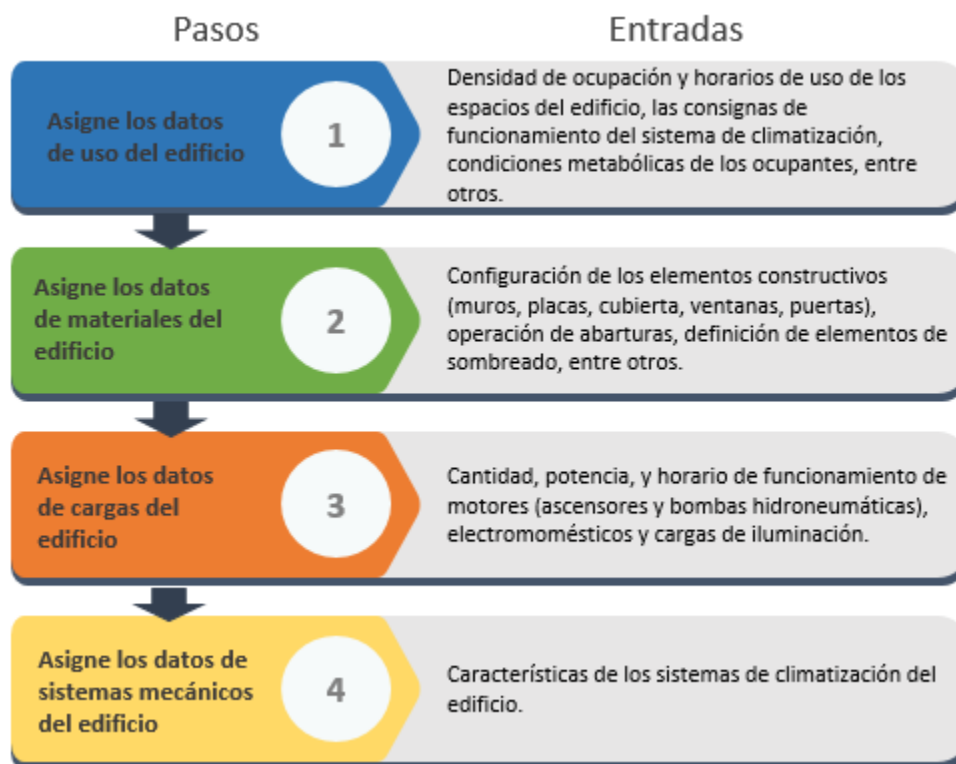 Pasos
Entradas
Asigne los datos
de uso del edificio
1
Densidad de ocupación y horarios de uso de los
espacios del edificio, las consignas de
funcionamiento del sistema de climatización,
condiciones metabólicas de los ocupantes, entre
otros.
Asigne los datos
de materiales del
edificio
2
Configuración de los elementos constructivos
(muros, placas, cubierta, ventanas, puertas),
operación de abarturas, definición de elementos de
sombreado, entre otros.
Asigne los datos
de cargas del
edificio
3
Cantidad, potencia, y horario de funcionamiento de
motores (ascensores y bombas hidroneumáticas),
electromoméstico​s y cargas de iluminación.
Asigne los datos de
sistemas mecánicos
del edificio
4
Características de los sistemas de climatización del
edificio.